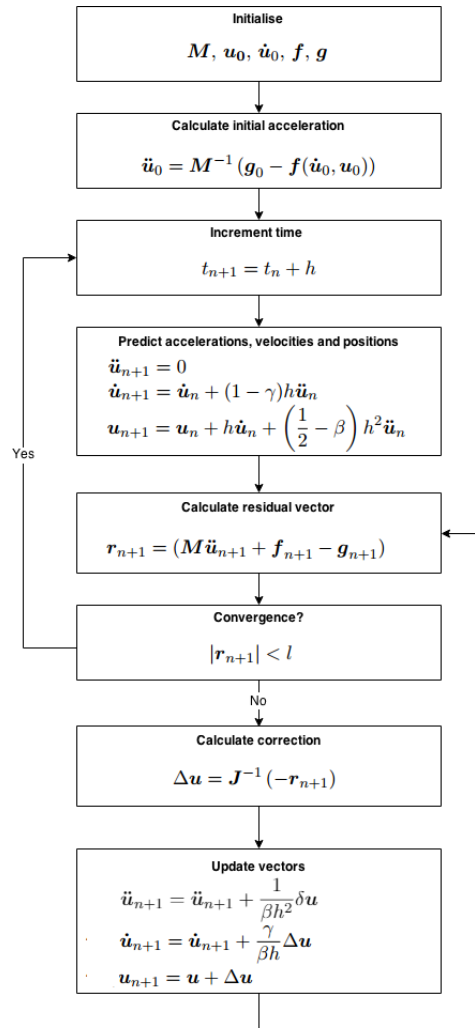 Initialise
M, u₀, u̇₀, f, g
Calculate initial acceleration
ü₀ = M⁻¹ (g₀ − f(u̇₀, u₀))
Increment time
tₙ₊₁ = tₙ + h
Predict accelerations, velocities and positions
üₙ₊₁ = 0
u̇ₙ₊₁ = u̇ₙ + (1 − γ)hüₙ
uₙ₊₁ = uₙ + hu̇ₙ + (1/2 − β) h²üₙ
Yes
Calculate residual vector
rₙ₊₁ = (Müₙ₊₁ + fₙ₊₁ − gₙ₊₁)
Convergence?
|rₙ₊₁| < l
No
Calculate correction
Δu = J⁻¹ (−rₙ₊₁)
Update vectors
üₙ₊₁ = üₙ₊₁ + 1/(βh²) δu
u̇ₙ₊₁ = u̇ₙ₊₁ + γ/(βh) Δu
uₙ₊₁ = u + Δu